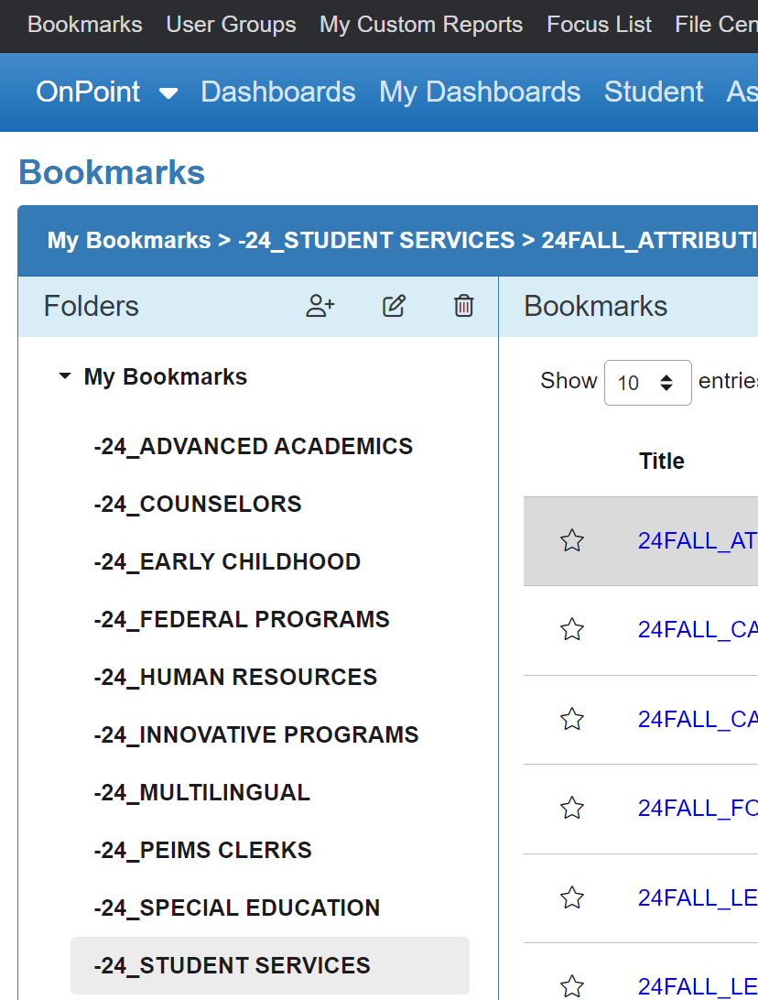 Bookmarks User Groups My Custom Reports Focus List File Cen
OnPoint Dashboards My Dashboards Student As
Bookmarks
My Bookmarks > -24_STUDENT SERVICES > 24FALL_ATTRIBUTI
Folders
Bookmarks
My Bookmarks
-24_ADVANCED ACADEMICS
-24_COUNSELORS
-24_EARLY CHILDHOOD
-24_FEDERAL PROGRAMS
-24_HUMAN RESOURCES
-24_INNOVATIVE PROGRAMS
-24_MULTILINGUAL
-24_PEIMS CLERKS
-24_SPECIAL EDUCATION
-24_STUDENT SERVICES
Show 10 entries
Title
24FALL_AT
24FALL_CA
24FALL_CA
24FALL_FO
24FALL_LE
24FALL_LE